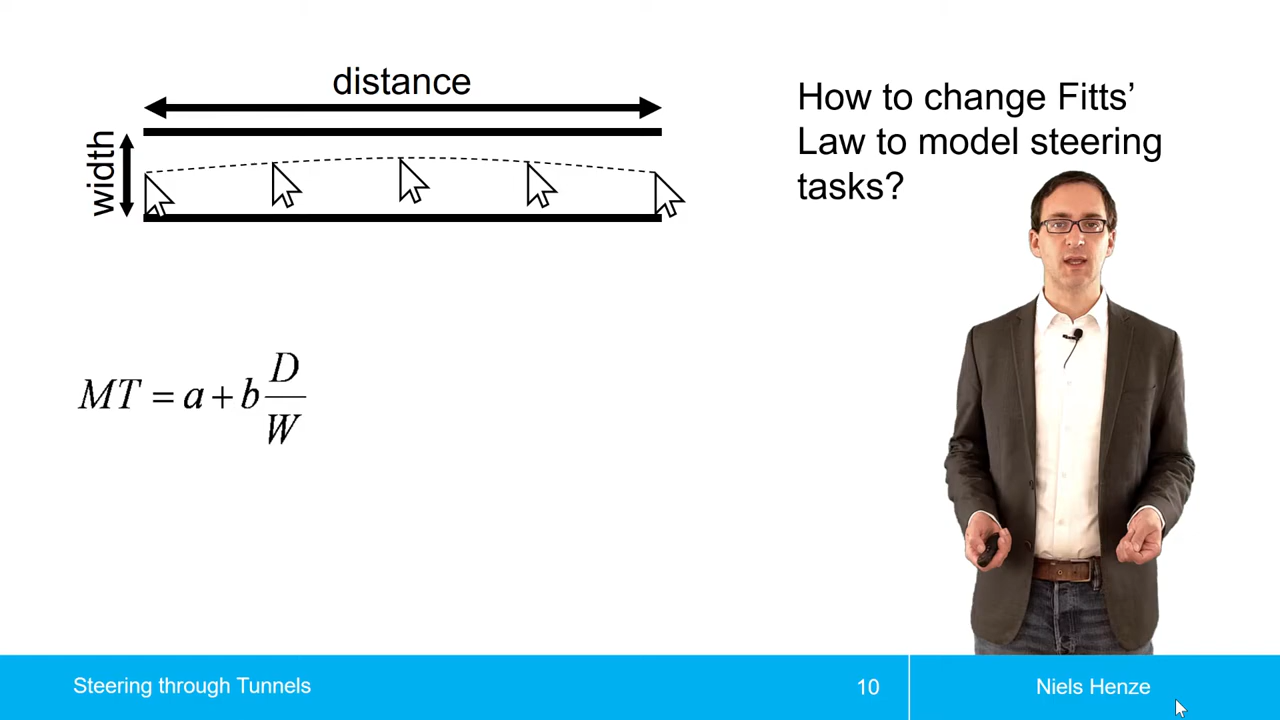 distance
width
How to change Fitts’
Law to model steering
tasks?
MT = a + b D/W
Steering through Tunnels
10
Niels Henze